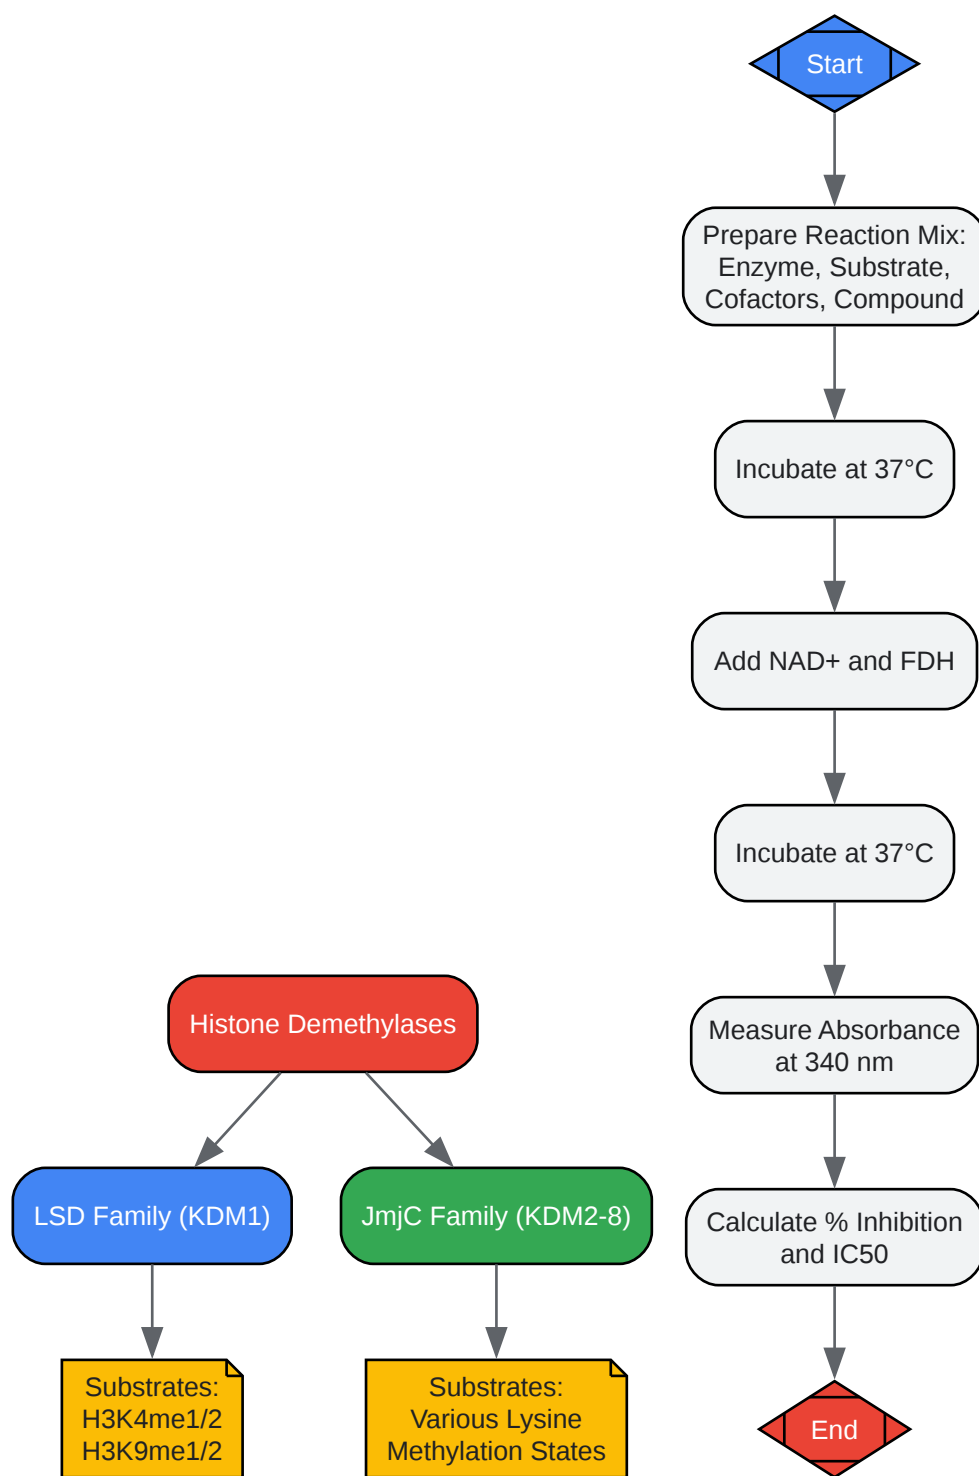 Start
Prepare Reaction Mix:
Enzyme, Substrate,
Cofactors, Compound
Incubate at 37°C
Add NAD+ and FDH
Incubate at 37°C
Measure Absorbance
at 340 nm
Calculate % Inhibition
and IC50
End
Histone Demethylases
LSD Family (KDM1)
JmjC Family (KDM2-8)
Substrates:
H3K4me1/2
H3K9me1/2
Substrates:
Various Lysine
Methylation States